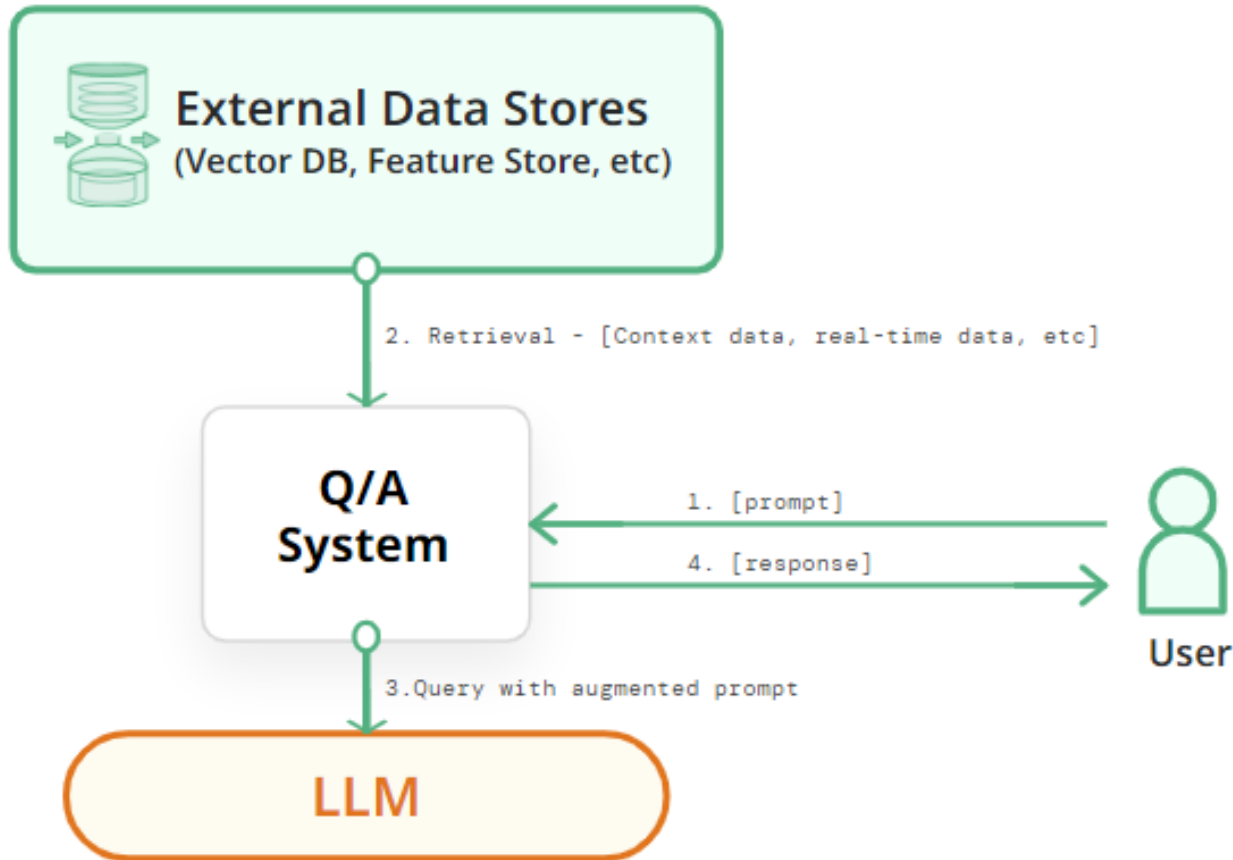 External Data Stores
(Vector DB, Feature Store, etc)
2. Retrieval - [Context data, real-time data, etc]
Q/A
System
1. [prompt]
4. [response]
User
3.Query with augmented prompt
LLM